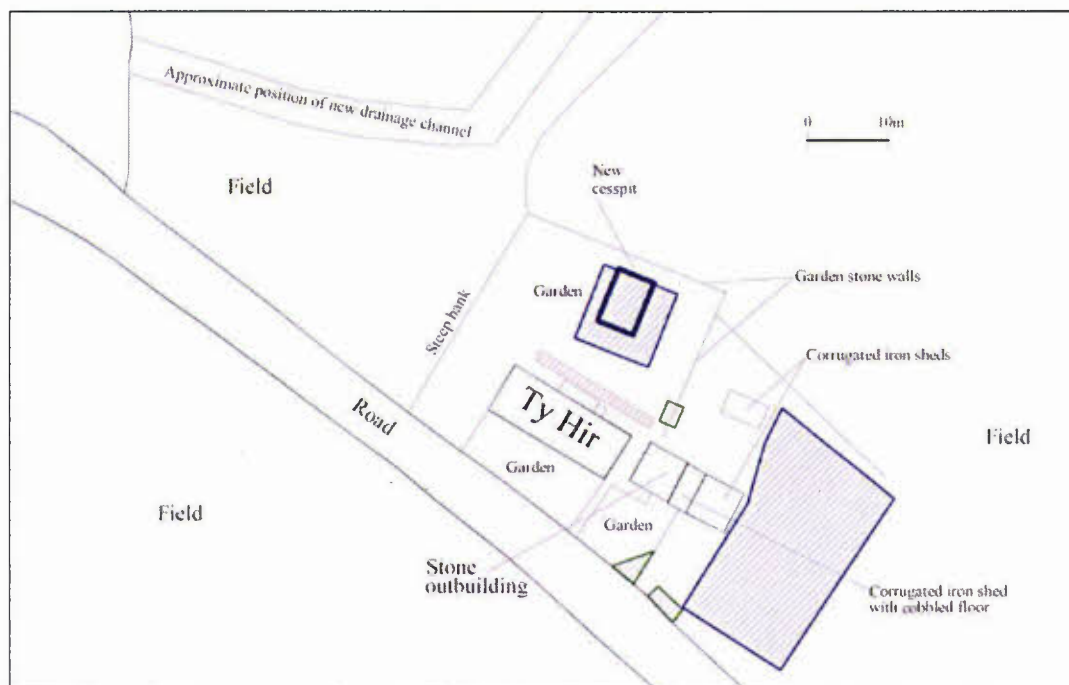 Approximate position of new drainage channel
0 10m
Field
New
cesspit
Garden
Garden stone walls
Steep bank
Corrugated iron sheds
Road
Ty Hir
Field
Garden
Field
Garden
Stone
outbuilding
Corrugated iron shed
with cobbled floor